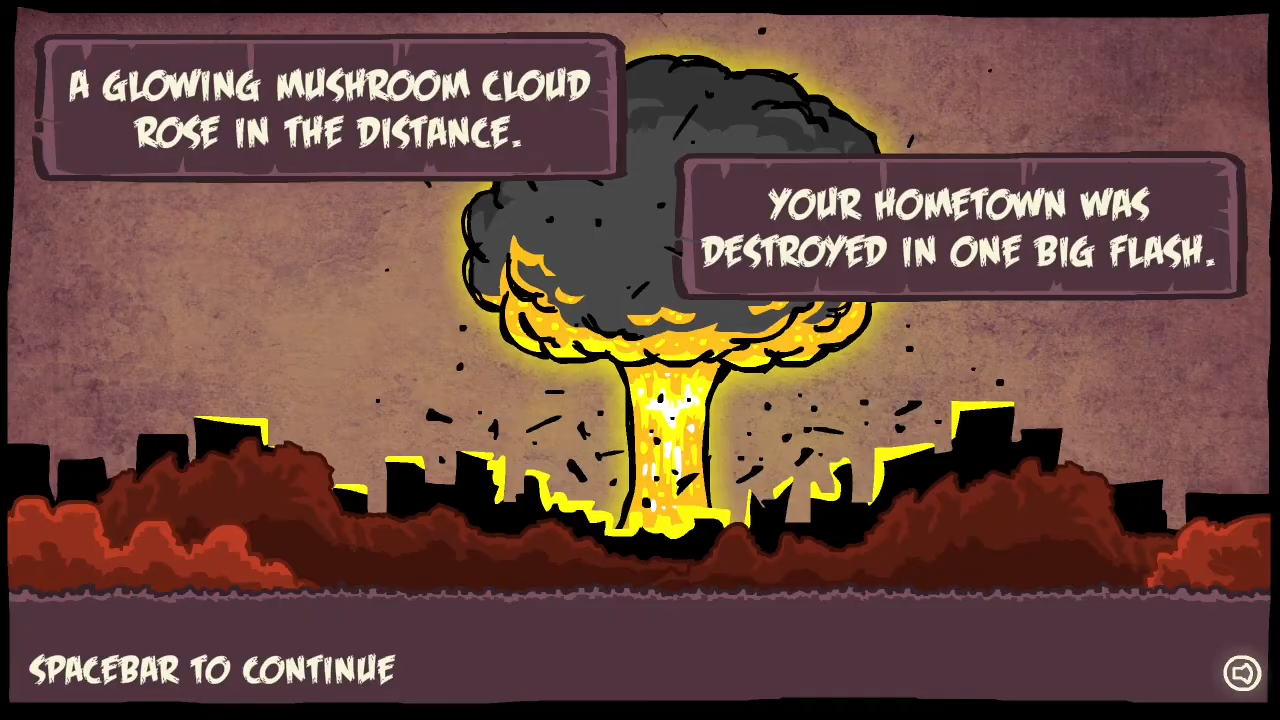 A GLOWING MUSHROOM CLOUD
ROSE IN THE DISTANCE.
YOUR HOMETOWN WAS
DESTROYED IN ONE BIG FLASH.
SPACEBAR TO CONTINUE